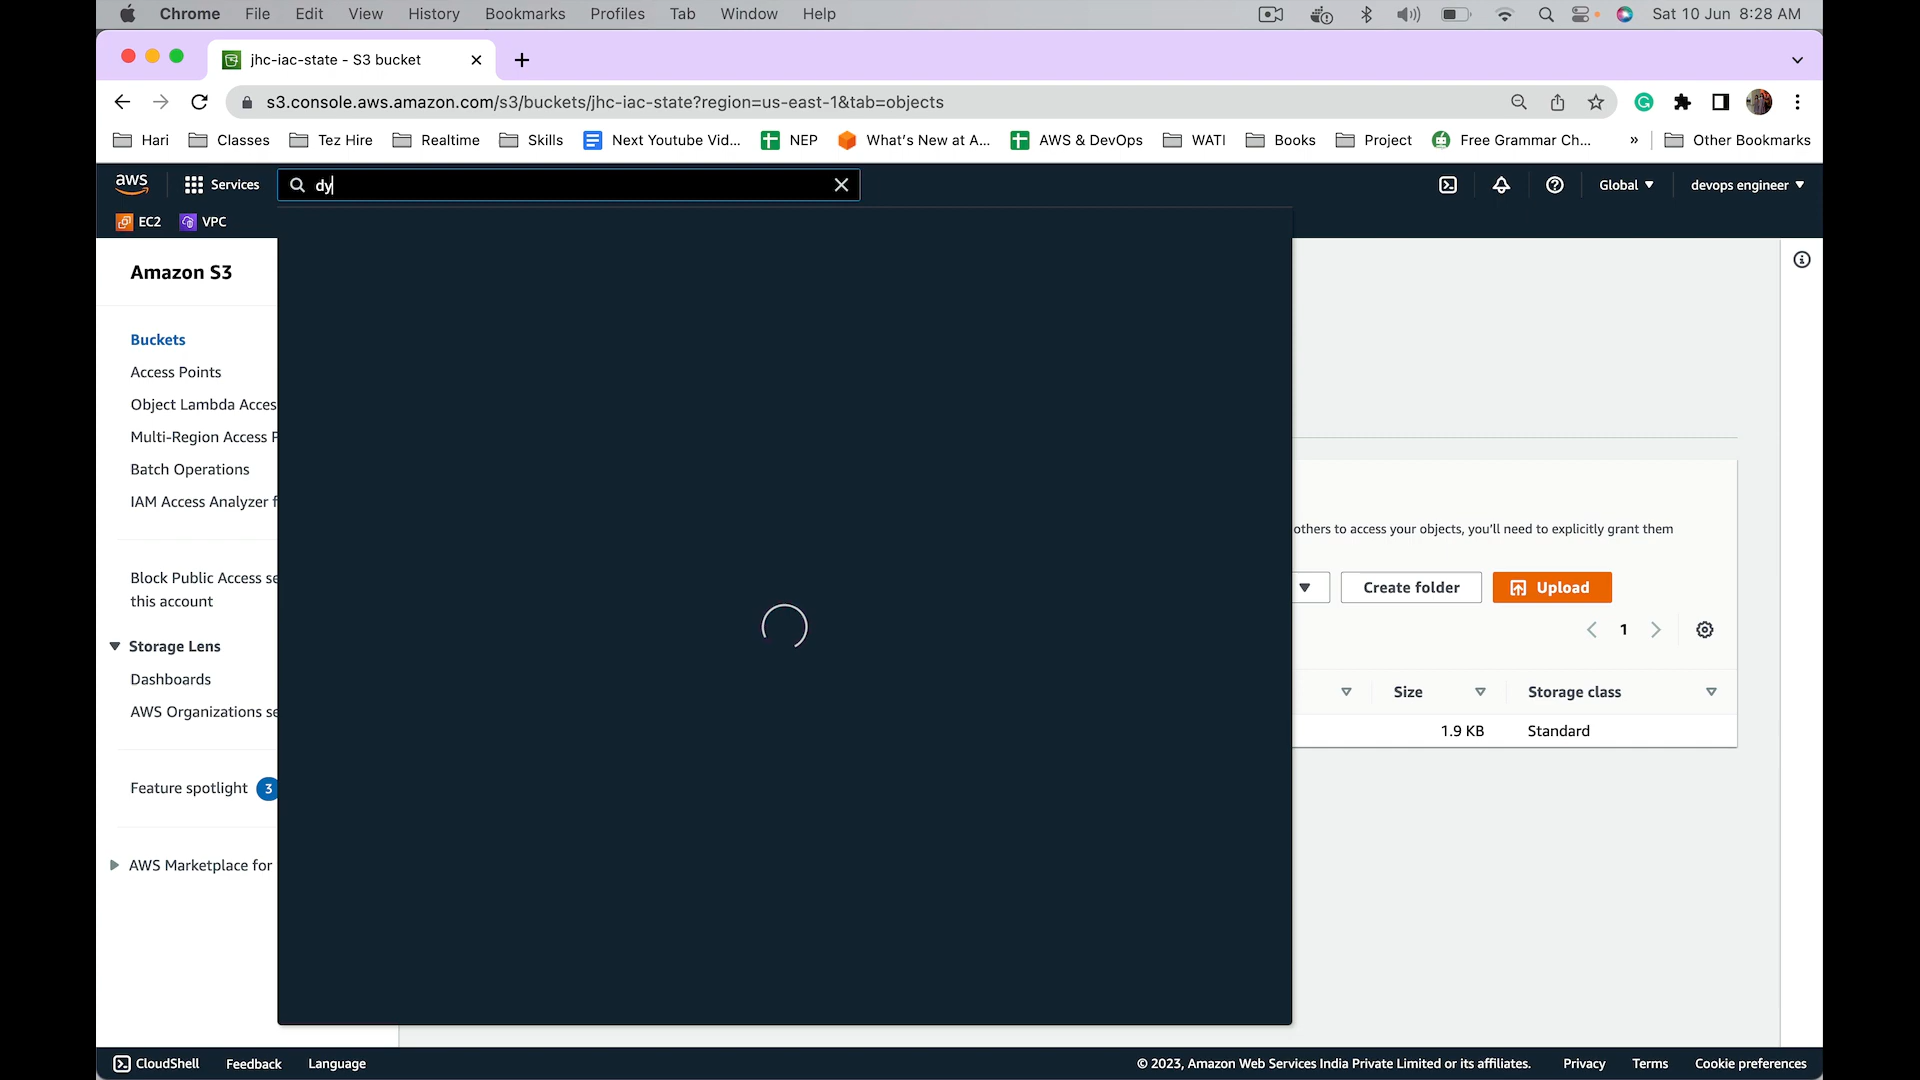 Chrome File Edit View History Bookmarks Profiles Tab Window Help Sat 10 Jun 8:28 AM
jhc-iac-state - S3 bucket
s3.console.aws.amazon.com/s3/buckets/jhc-iac-state?region=us-east-1&tab=objects
Hari Classes Tez Hire Realtime Skills Next Youtube Vid... NEP What's New at A... AWS & DevOps WATI Books Project Free Grammar Ch... » Other Bookmarks
aws Services dy Global devops engineer
EC2 VPC
Amazon S3
Buckets
Access Points
Object Lambda Acces
Multi-Region Access P
Batch Operations
IAM Access Analyzer f
others to access your objects, you'll need to explicitly grant them
Block Public Access se
this account
Create folder Upload
1
Storage Lens
Dashboards
AWS Organizations se
Size Storage class
1.9 KB Standard
Feature spotlight 3
AWS Marketplace for
CloudShell Feedback Language © 2023, Amazon Web Services India Private Limited or its affiliates. Privacy Terms Cookie preferences